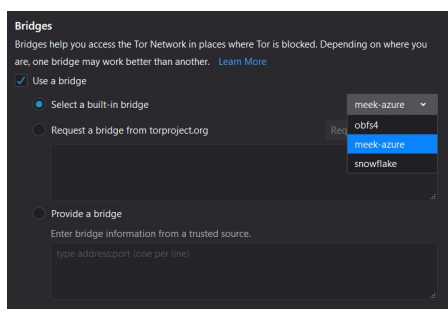 Bridges
Bridges help you access the Tor Network in places where Tor is blocked. Depending on where you
are, one bridge may work better than another. Learn More
Use a bridge
Select a built-in bridge
meek-azure
obfs4
meek-azure
snowflake
Request a bridge from torproject.org
Provide a bridge
Enter bridge information from a trusted source.
type address:port (one per line)